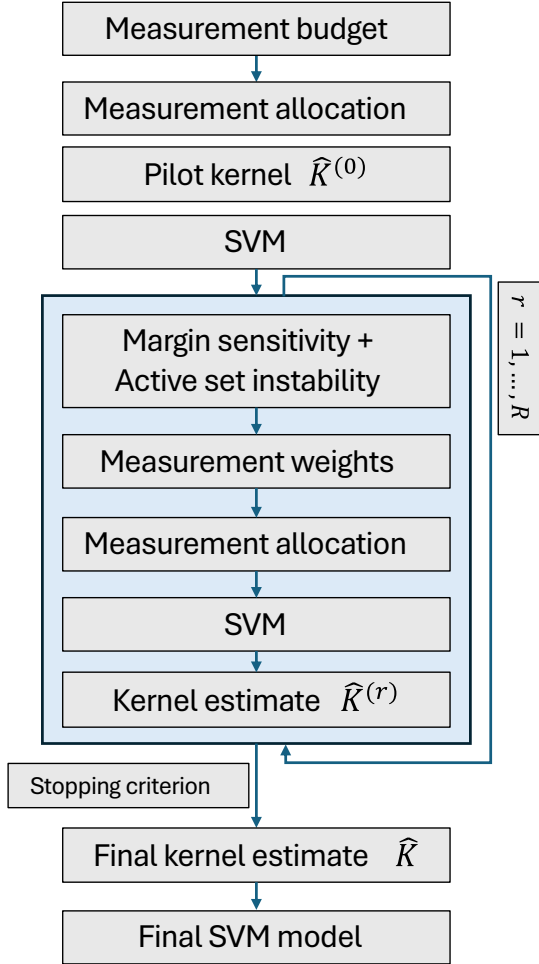 Measurement budget
Measurement allocation
Pilot kernel K̂⁽⁰⁾
SVM
r = 1, …, R
Margin sensitivity +
Active set instability
Measurement weights
Measurement allocation
SVM
Kernel estimate K̂⁽ʳ⁾
Stopping criterion
Final kernel estimate K̂
Final SVM model